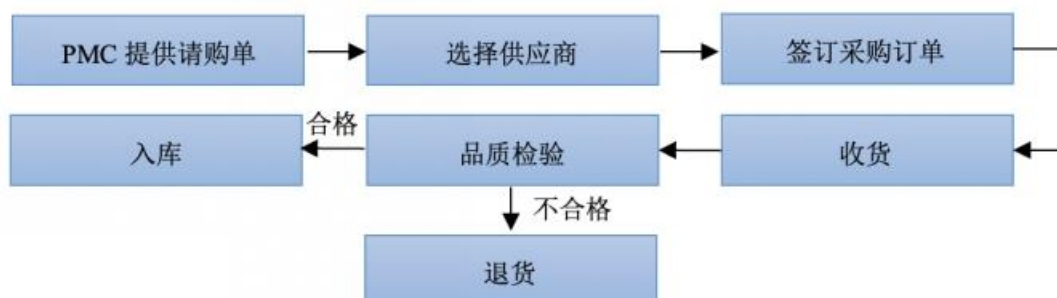 PMC 提供请购单
选择供应商
签订采购订单
收货
品质检验
合格
入库
不合格
退货